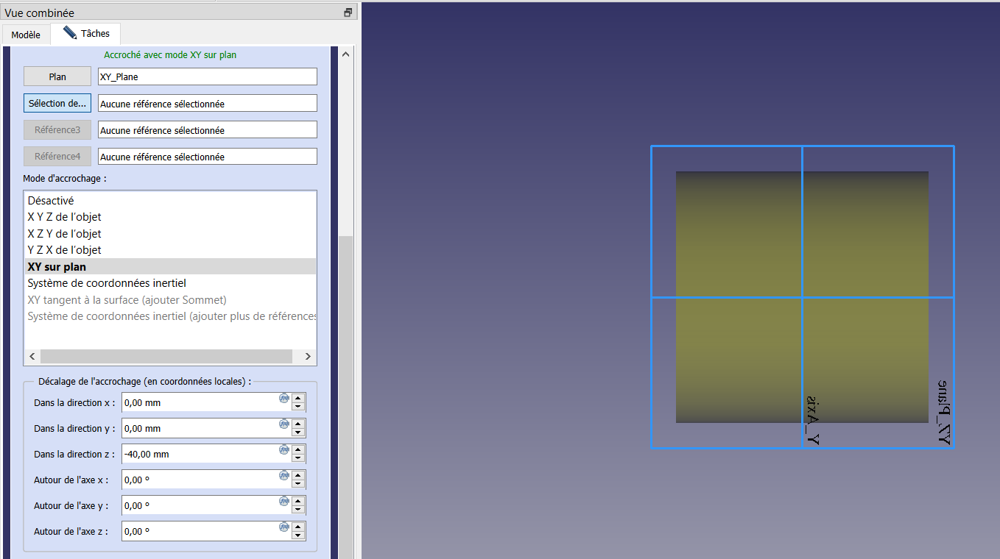 Vue combinée
Modèle
Tâches
Accroché avec mode XY sur plan
Plan
XY_Plane
Sélection de...
Aucune référence sélectionnée
Référence3
Aucune référence sélectionnée
Référence4
Aucune référence sélectionnée
Mode d'accrochage :
Désactivé
X Y Z de l’objet
X Z Y de l’objet
Y Z X de l’objet
XY sur plan
Système de coordonnées inertiel
XY tangent à la surface (ajouter Sommet)
Système de coordonnées inertiel (ajouter plus de références
Décalage de l'accrochage (en coordonnées locales) :
Dans la direction x :
0,00 mm
Dans la direction y :
0,00 mm
Dans la direction z :
-40,00 mm
Autour de l'axe x :
0,00 º
Autour de l'axe y :
0,00 º
Autour de l'axe z :
0,00 º
Y_Axis
YZ_Plane